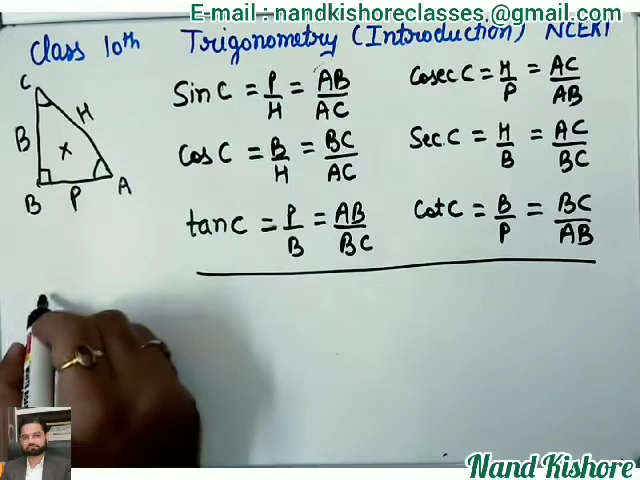 E-mail : nandkishoreclasses @gmail.com
Class 10th Trigonometry (Introduction) NCERT
C
H
B
x
B P A
Sin C = P/H = AB/AC
Cosec C = H/P = AC/AB
Cos C = B/H = BC/AC
Sec. C = H/B = AC/BC
tan C = P/B = AB/BC
Cot C = B/P = BC/AB
Nand Kishore